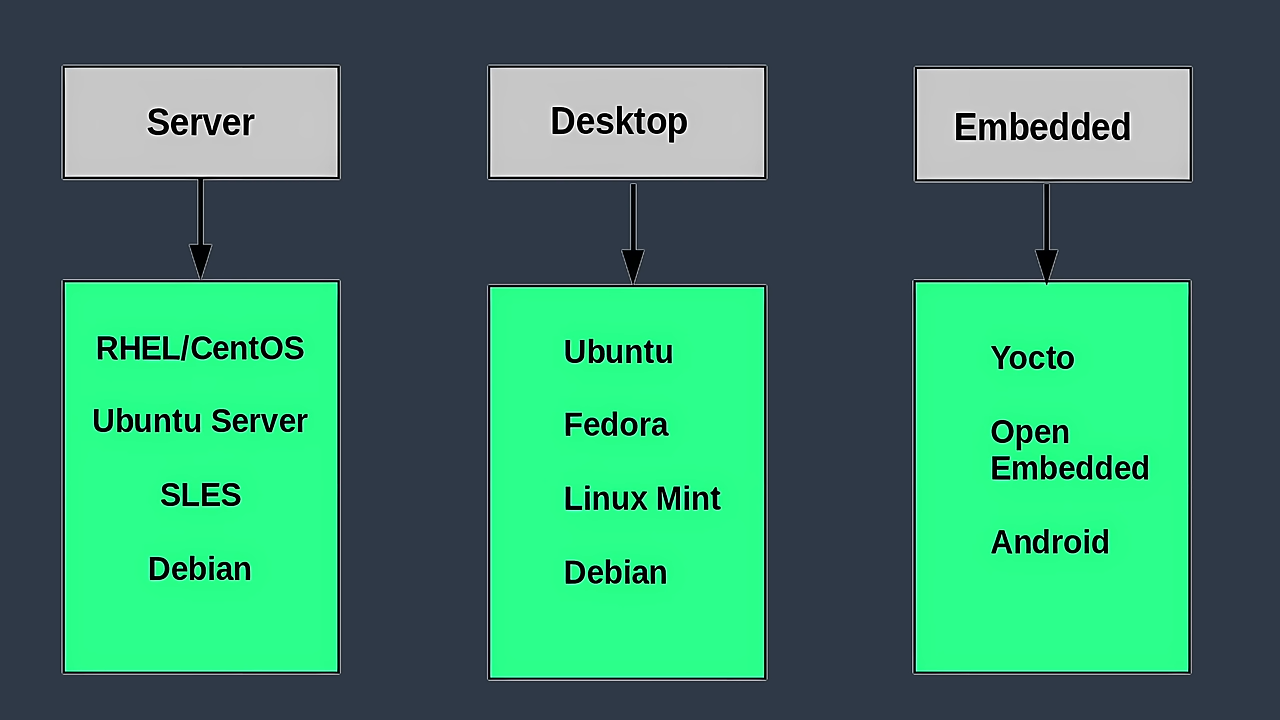 Server
RHEL/CentOS
Ubuntu Server
SLES
Debian
Desktop
Ubuntu
Fedora
Linux Mint
Debian
Embedded
Yocto
Open
Embedded
Android